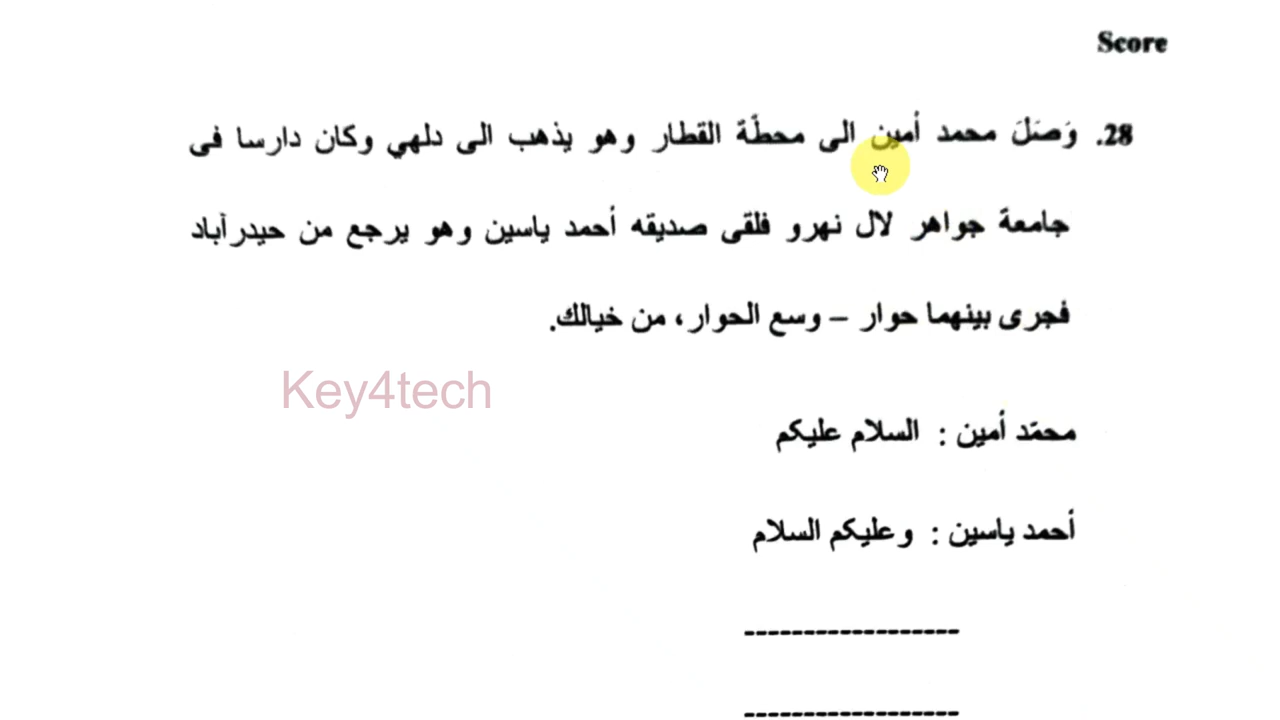 Score
28. وَصَلَ محمد أمين الى محطّة القطار وهو يذهب الى دلهي وكان دارسا فى
جامعة جواهر لال نهرو فلقى صديقه أحمد ياسين وهو يرجع من حيدرآباد
فجرى بينهما حوار – وسع الحوار، من خيالك.
Key4tech
محمّد أمين : السلام عليكم
أحمد ياسين : وعليكم السلام
------------------
------------------